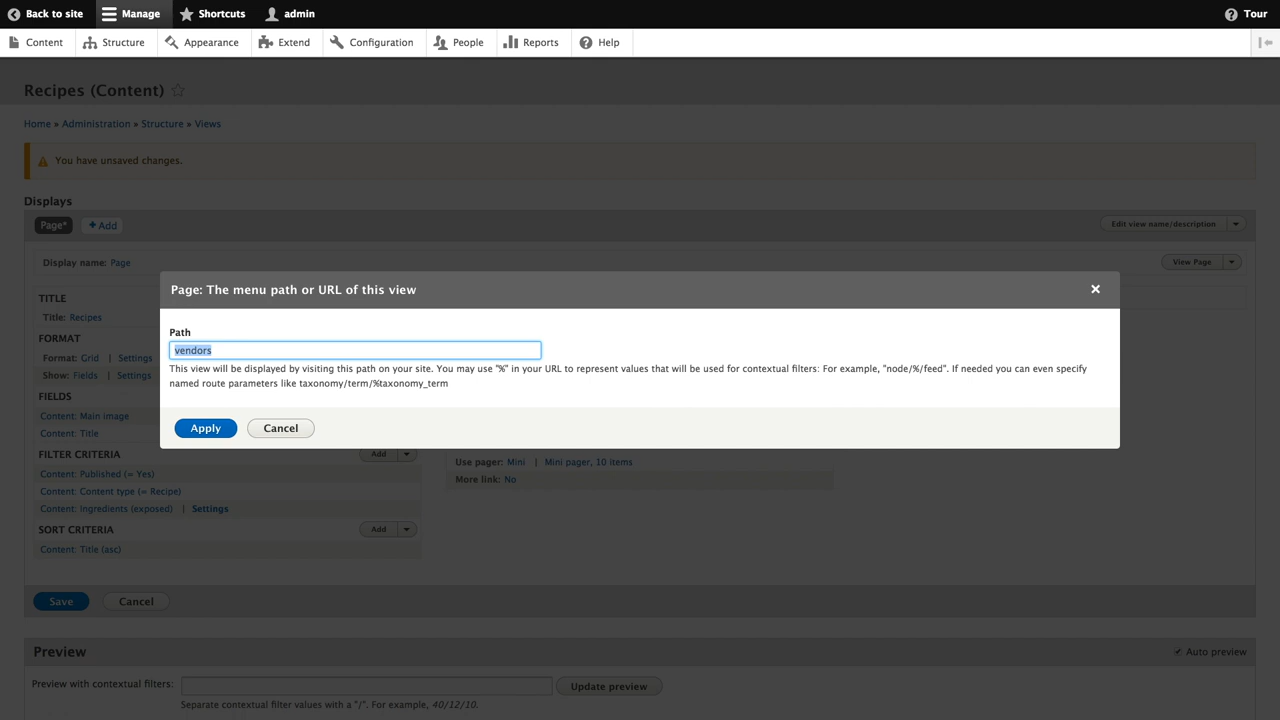 Back to site Manage Shortcuts admin Tour
Content Structure Appearance Extend Configuration People Reports Help
Recipes (Content)
Home » Administration » Structure » Views
You have unsaved changes.
Displays
Page* Add Edit view name/description
Display name: Page View Page
Page: The menu path or URL of this view
TITLE
Title: Recipes
Path
FORMAT
vendors
Format: Grid | Settings
This view will be displayed by visiting this path on your site. You may use "%" in your URL to represent values that will be used for contextual filters: For example, "node/%/feed". If needed you can even specify
Show: Fields | Settings
named route parameters like taxonomy/term/%taxonomy_term
FIELDS
Content: Main image
Apply Cancel
Content: Title
FILTER CRITERIA Add
Use pager: Mini | Mini pager, 10 items
Content: Published (= Yes)
More link: No
Content: Content type (= Recipe)
Content: Ingredients (exposed) | Settings
SORT CRITERIA Add
Content: Title (asc)
Save Cancel
Preview Auto preview
Preview with contextual filters: Update preview
Separate contextual filter values with a "/". For example, 40/12/10.